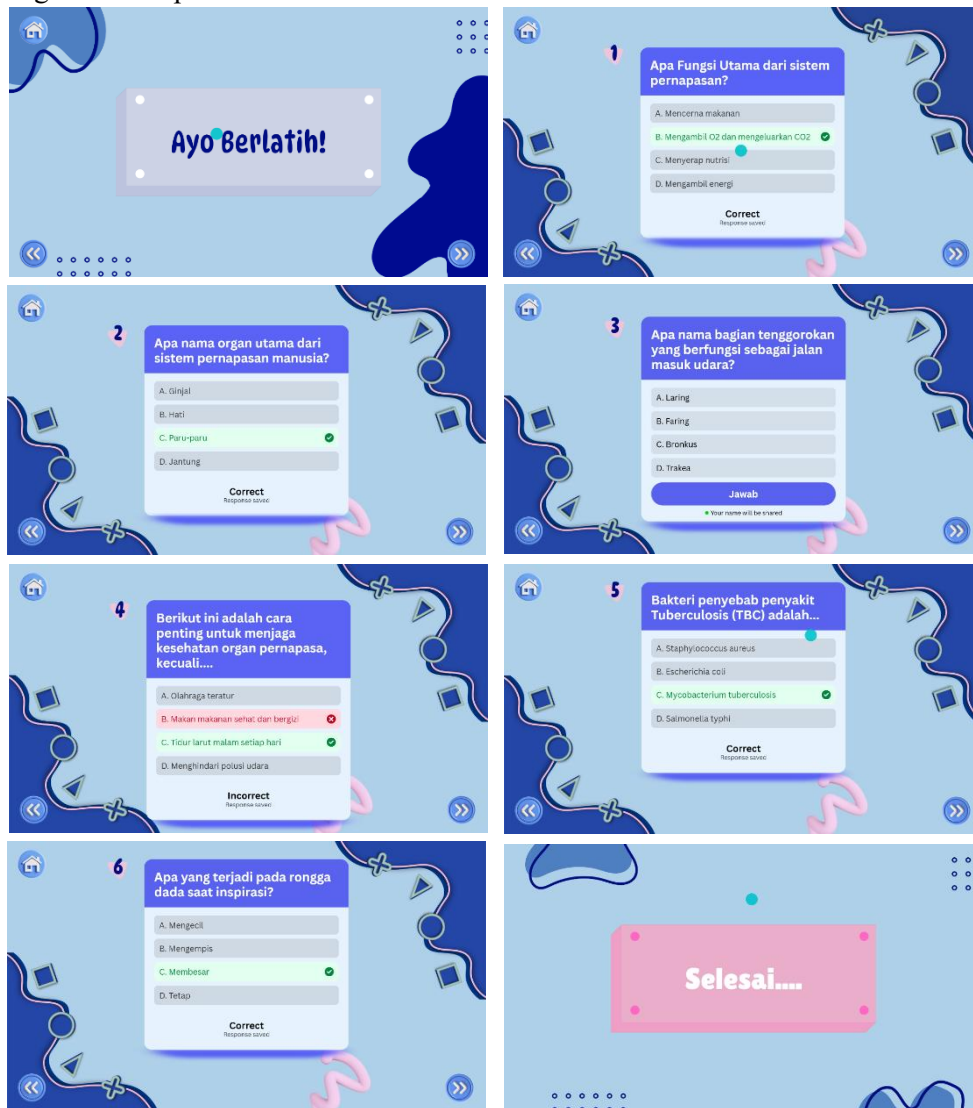 Ayo Berlatih!
1
Apa Fungsi Utama dari sistem
pernapasan?
A. Mencerna makanan
B. Mengambil O2 dan mengeluarkan CO2
C. Menyerap nutrisi
D. Mengambil energi
Correct
Response saved
2
Apa nama organ utama dari
sistem pernapasan manusia?
A. Ginjal
B. Hati
C. Paru-paru
D. Jantung
Correct
Response saved
3
Apa nama bagian tenggorokan
yang berfungsi sebagai jalan
masuk udara?
A. Laring
B. Faring
C. Bronkus
D. Trakea
Jawab
Your name will be shared
4
Berikut ini adalah cara
penting untuk menjaga
kesehatan organ pernapasa,
kecuali....
A. Olahraga teratur
B. Makan makanan sehat dan bergizi
C. Tidur larut malam setiap hari
D. Menghindari polusi udara
Incorrect
Response saved
5
Bakteri penyebab penyakit
Tuberculosis (TBC) adalah...
A. Staphylococcus aureus
B. Escherichia coli
C. Mycobacterium tuberculosis
D. Salmonella typhi
Correct
Response saved
6
Apa yang terjadi pada rongga
dada saat inspirasi?
A. Mengecil
B. Mengempis
C. Membesar
D. Tetap
Correct
Response saved
Selesai....